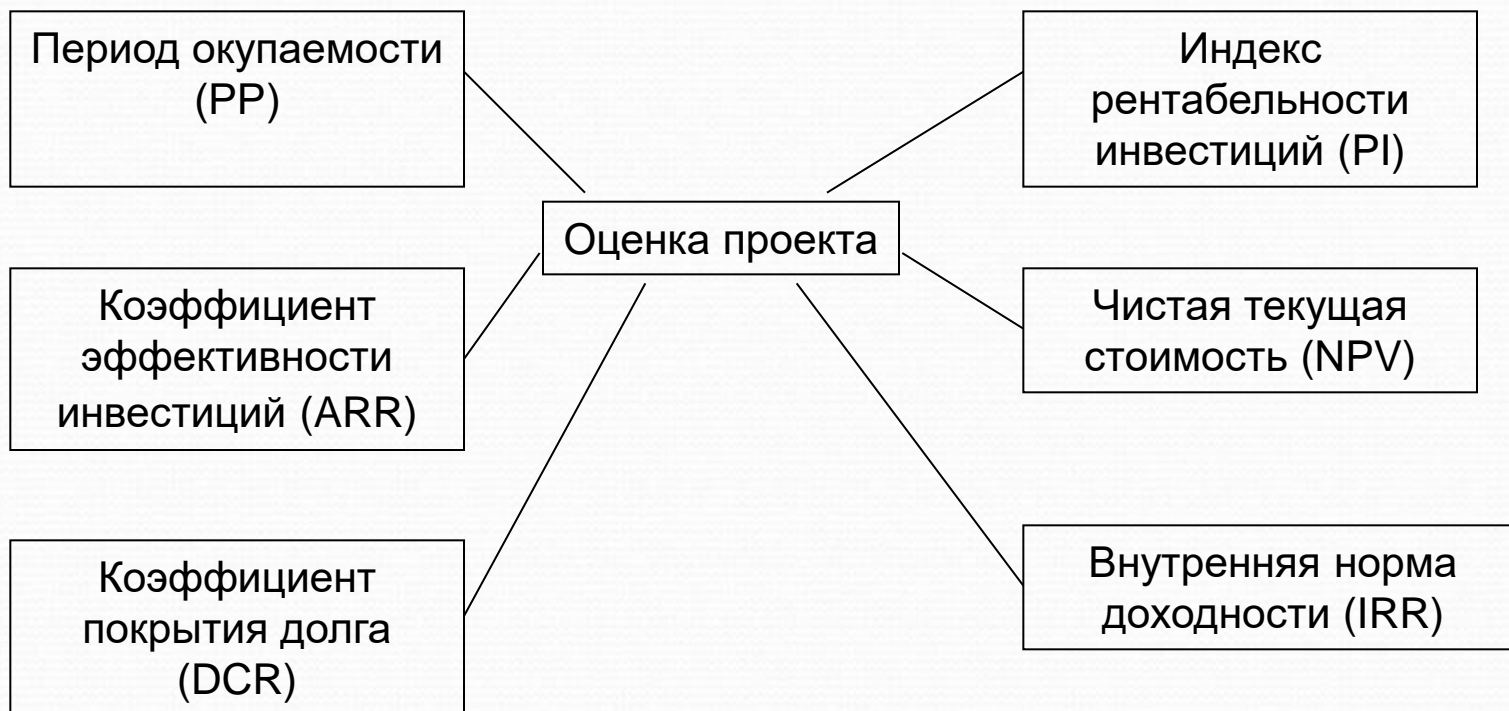 Период окупаемости
(PP)
Индекс
рентабельности
инвестиций (PI)
Оценка проекта
Коэффициент
эффективности
инвестиций (ARR)
Чистая текущая
стоимость (NPV)
Коэффициент
покрытия долга
(DCR)
Внутренняя норма
доходности (IRR)